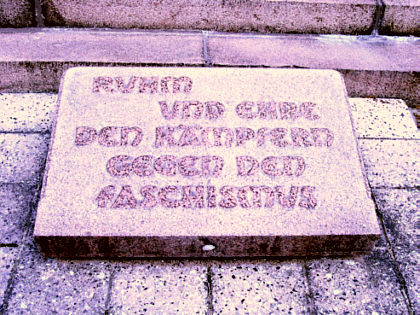 RUHM
UND EHRE
DEN KÄMPFERN
GEGEN DEN
FASCHISMUS